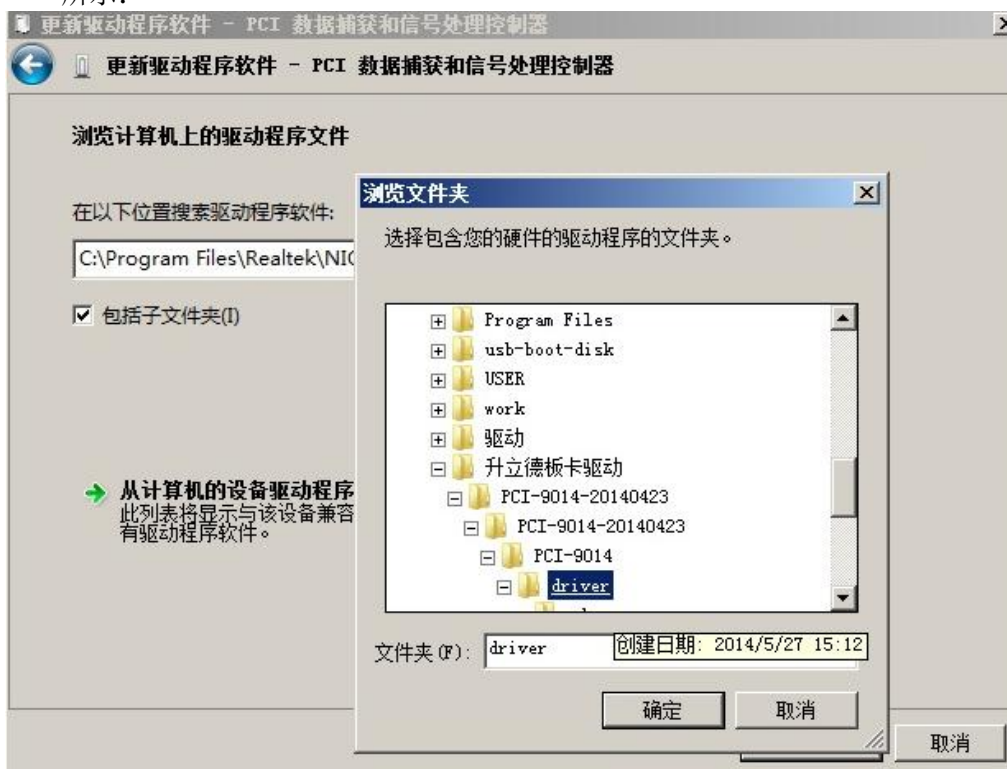 所示：
更新驱动程序软件 - PCI 数据捕获和信号处理控制器
更新驱动程序软件 - PCI 数据捕获和信号处理控制器
浏览计算机上的驱动程序文件
在以下位置搜索驱动程序软件:
C:\Program Files\Realtek\NIC
包括子文件夹(I)
从计算机的设备驱动程序
此列表将显示与该设备兼容
有驱动程序软件。
浏览文件夹
选择包含您的硬件的驱动程序的文件夹。
Program Files
usb-boot-disk
USER
work
驱动
升立德板卡驱动
PCI-9014-20140423
PCI-9014-20140423
PCI-9014
driver
文件夹(F):
driver
创建日期: 2014/5/27 15:12
确定
取消
取消